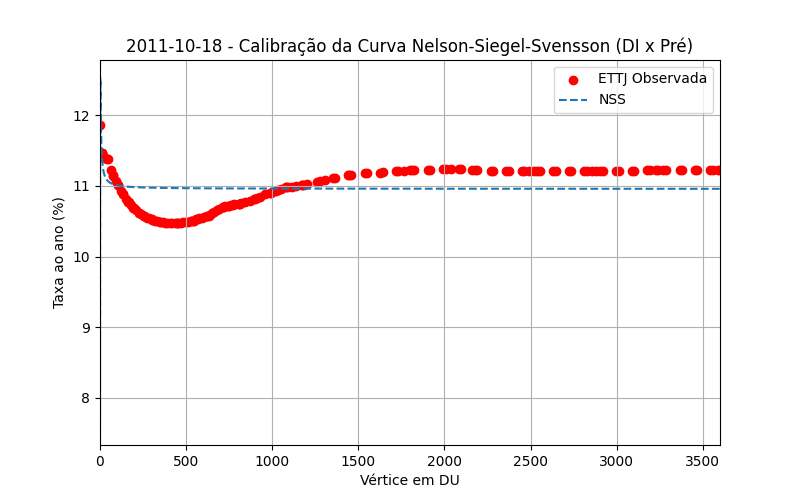 2011-10-18 - Calibração da Curva Nelson-Siegel-Svensson (DI x Pré)
ETTJ Observada
NSS
12
11
10
9
8
Taxa ao ano (%)
0 500 1000 1500 2000 2500 3000 3500
Vértice em DU